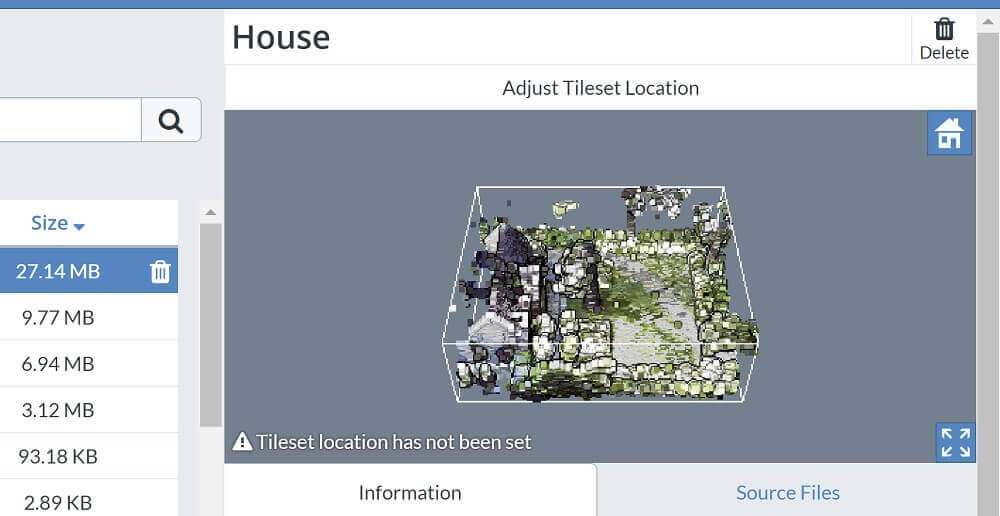 House
Delete
Adjust Tileset Location
Size
27.14 MB
9.77 MB
6.94 MB
3.12 MB
93.18 KB
2.89 KB
Tileset location has not been set
Information
Source Files